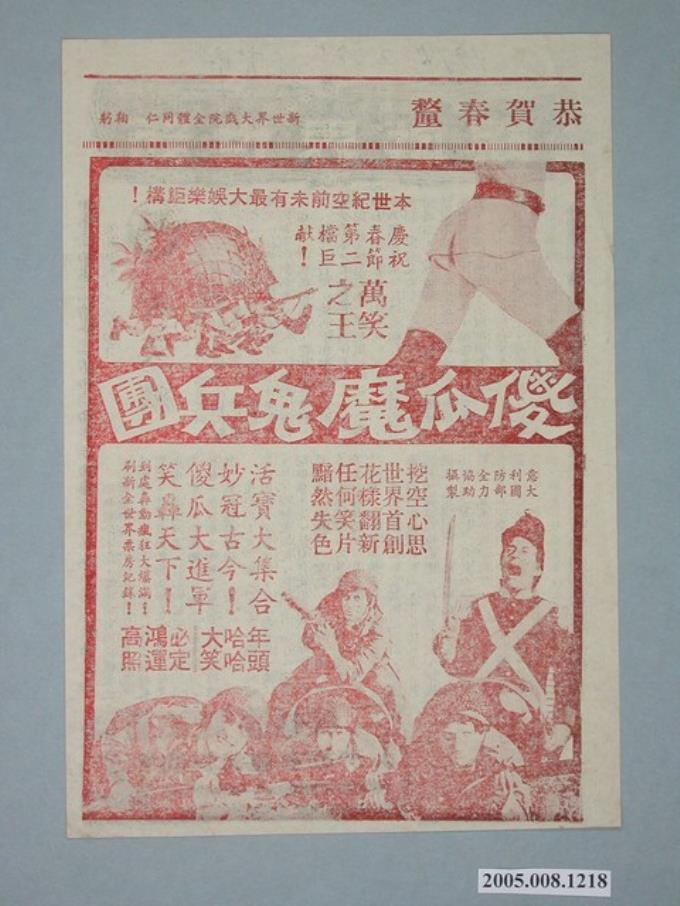 恭賀春釐
新世界大戲院全體同仁 鞠躬
本世紀空前未有最大娛樂鉅構！
慶祝
春節
第二
檔巨
獻！
萬笑
之王
傻瓜魔鬼兵團
意大
利國
防部
全力
協助
攝製
挖空心思
世界首創
花樣翻新
任何笑片
黯然失色
活寶大集合
妙冠古今！
傻瓜大進軍
笑轟天下！
到處轟動瘋狂大爆滿！
刷新全世界票房記錄！
年頭
哈哈
大笑
必定
鴻運
高照
2005.008.1218